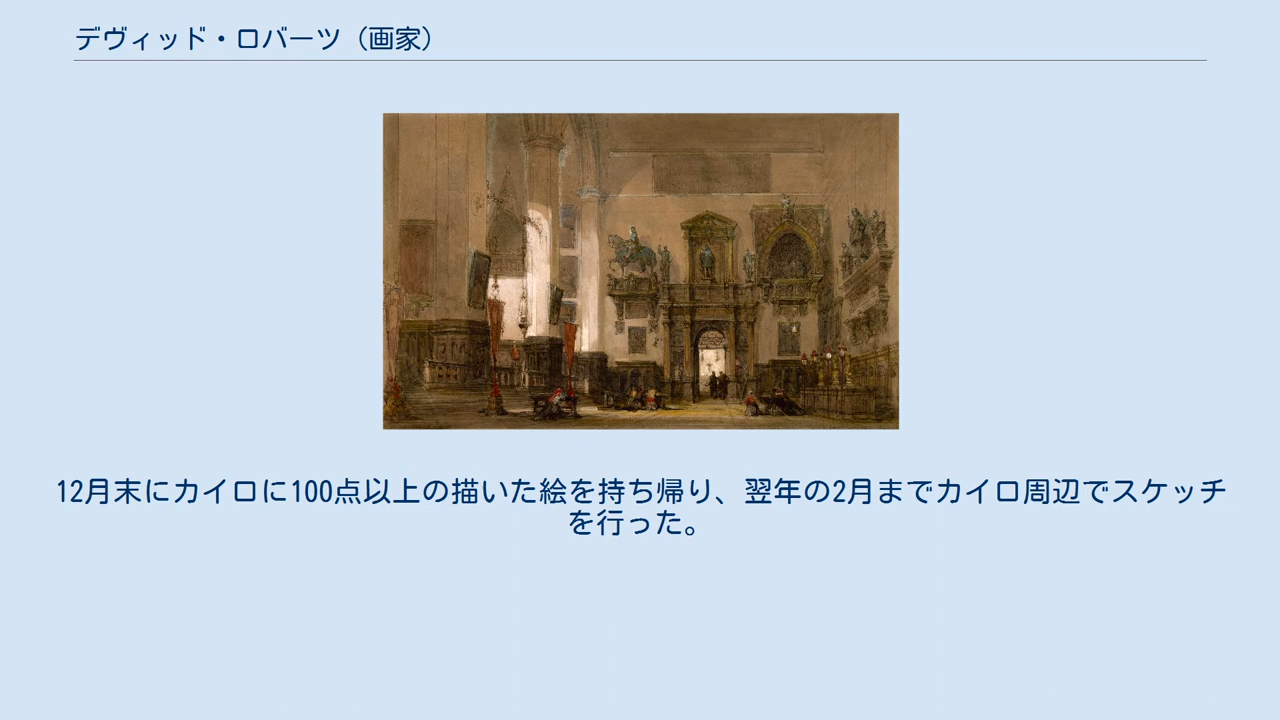 デヴィッド・ロバーツ（画家）
12月末にカイロに100点以上の描いた絵を持ち帰り、翌年の2月までカイロ周辺でスケッチ
を行った。